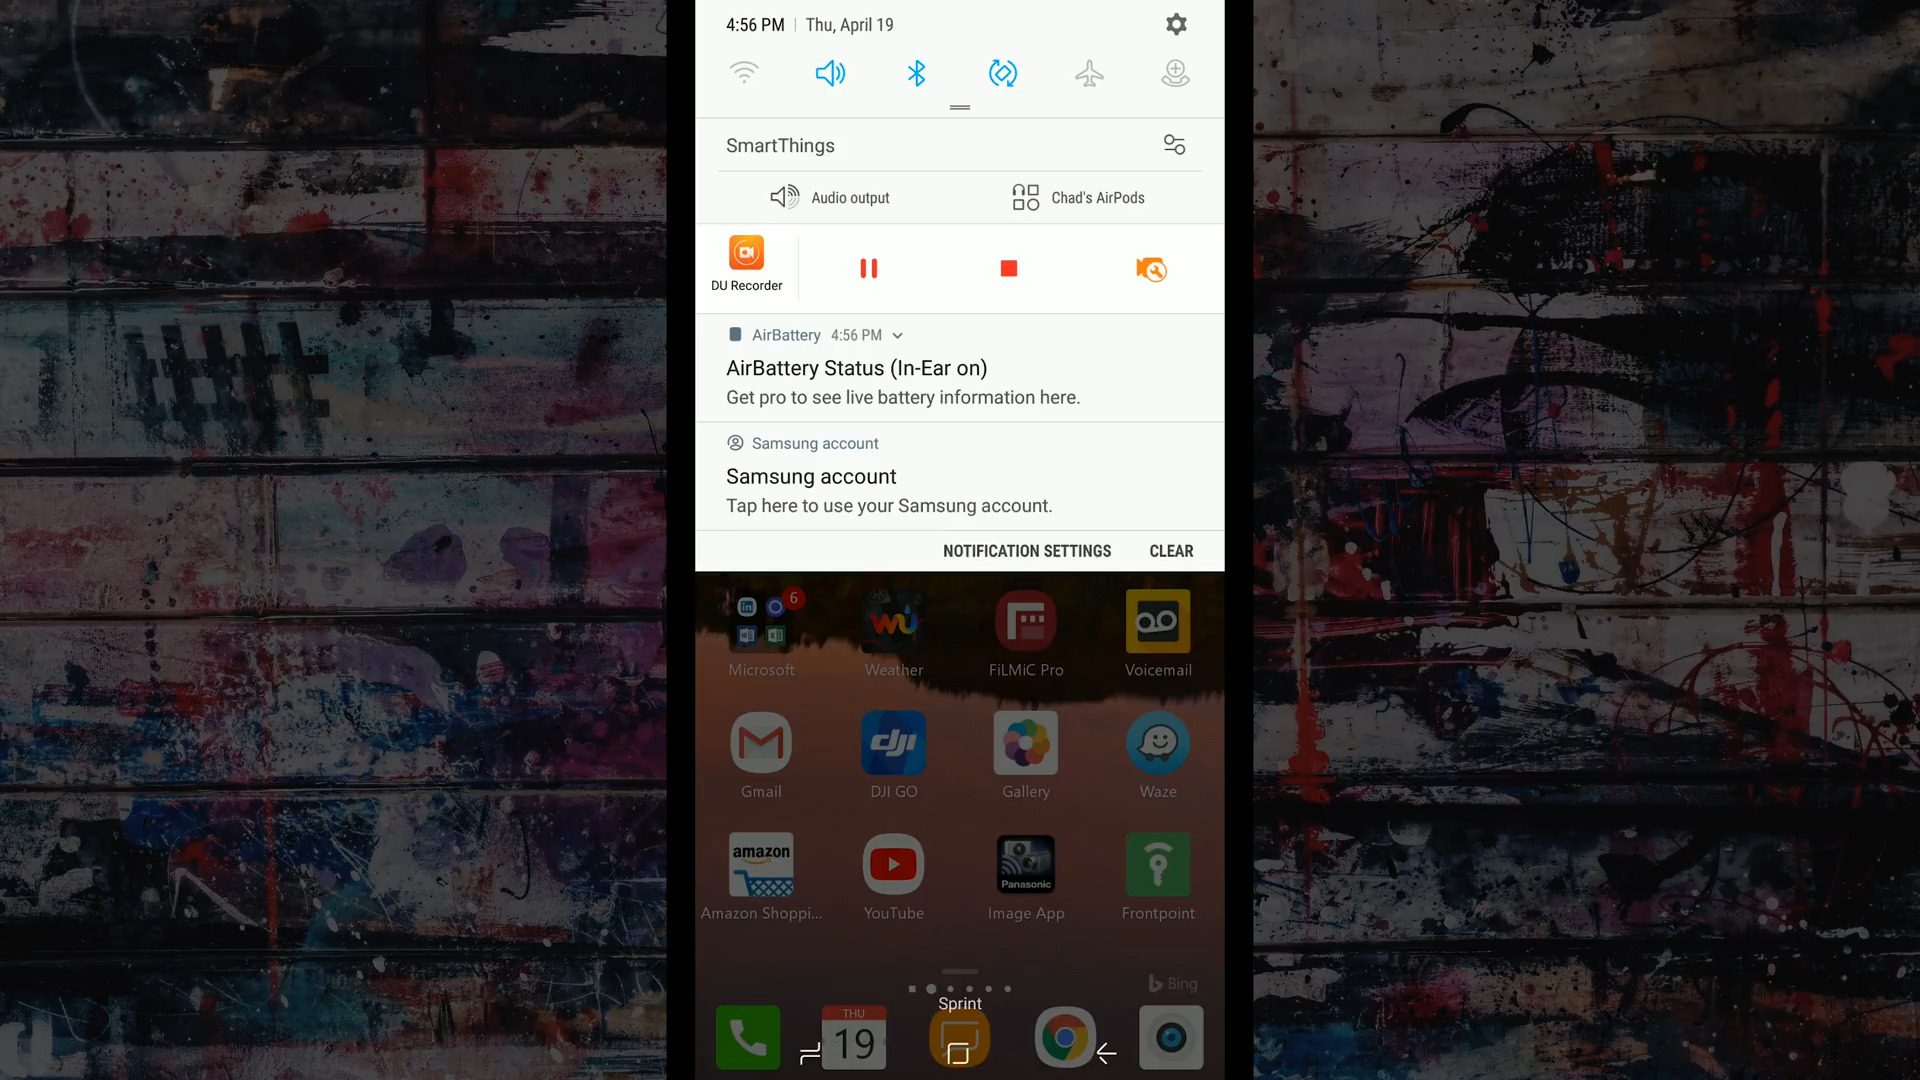 4:56 PM | Thu, April 19
SmartThings
Audio output
Chad's AirPods
DU Recorder
AirBattery 4:56 PM
AirBattery Status (In-Ear on)
Get pro to see live battery information here.
Samsung account
Samsung account
Tap here to use your Samsung account.
NOTIFICATION SETTINGS CLEAR
in 6
wu
Microsoft Weather FiLMiC Pro Voicemail
dji
Gmail DJI GO Gallery Waze
amazon
Panasonic
Amazon Shoppi... YouTube Image App Frontpoint
Bing
Sprint
THU
19